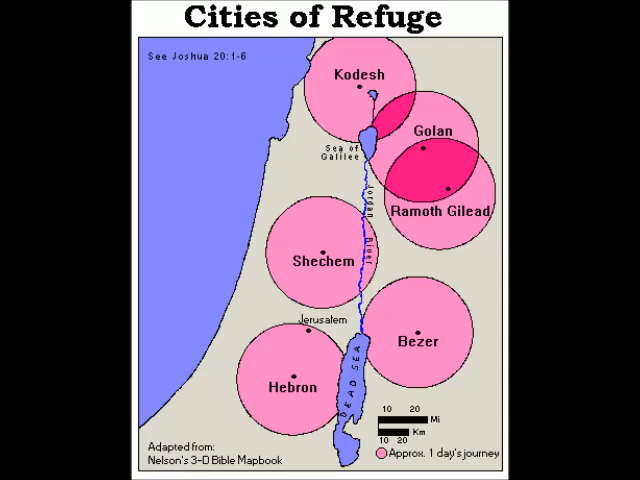 Cities of Refuge
See Joshua 20:1-6
Kodesh
Golan
Sea of
Galilee
Jordan River
Ramoth Gilead
Shechem
Jerusalem
Bezer
Hebron
DEAD SEA
10 20
Mi
Km
10 20
Approx. 1 day's journey
Adapted from:
Nelson's 3-D Bible Mapbook